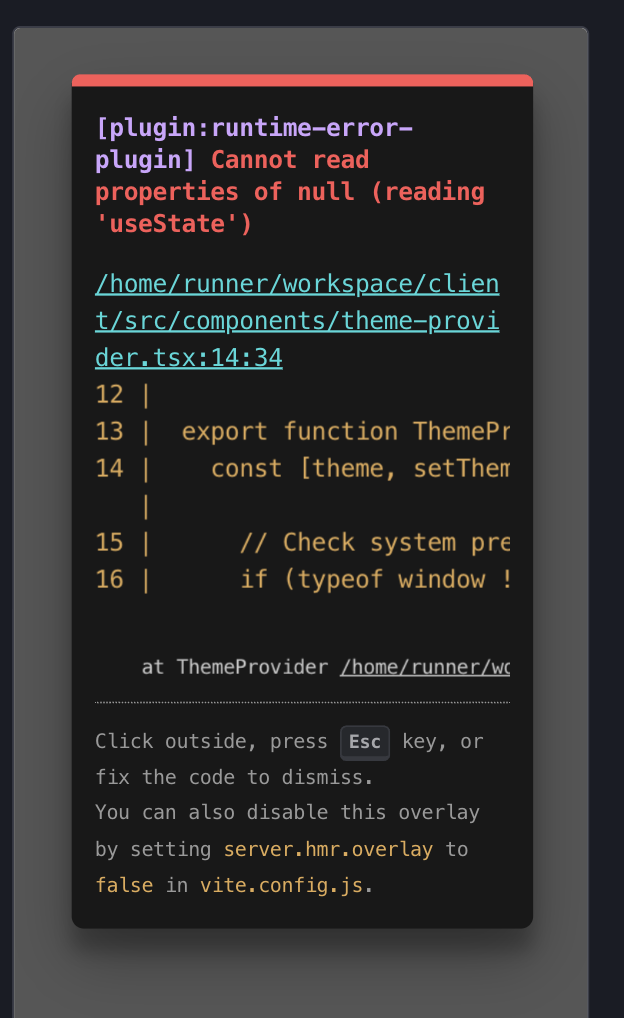 [plugin:runtime-error-
plugin] Cannot read
properties of null (reading
'useState')
/home/runner/workspace/clien
t/src/components/theme-provi
der.tsx:14:34
12 |
13 |  export function ThemePr
14 |    const [theme, setThem
   |
15 |      // Check system pre
16 |      if (typeof window !
at ThemeProvider /home/runner/wo
Click outside, press Esc key, or
fix the code to dismiss.
You can also disable this overlay
by setting server.hmr.overlay to
false in vite.config.js.